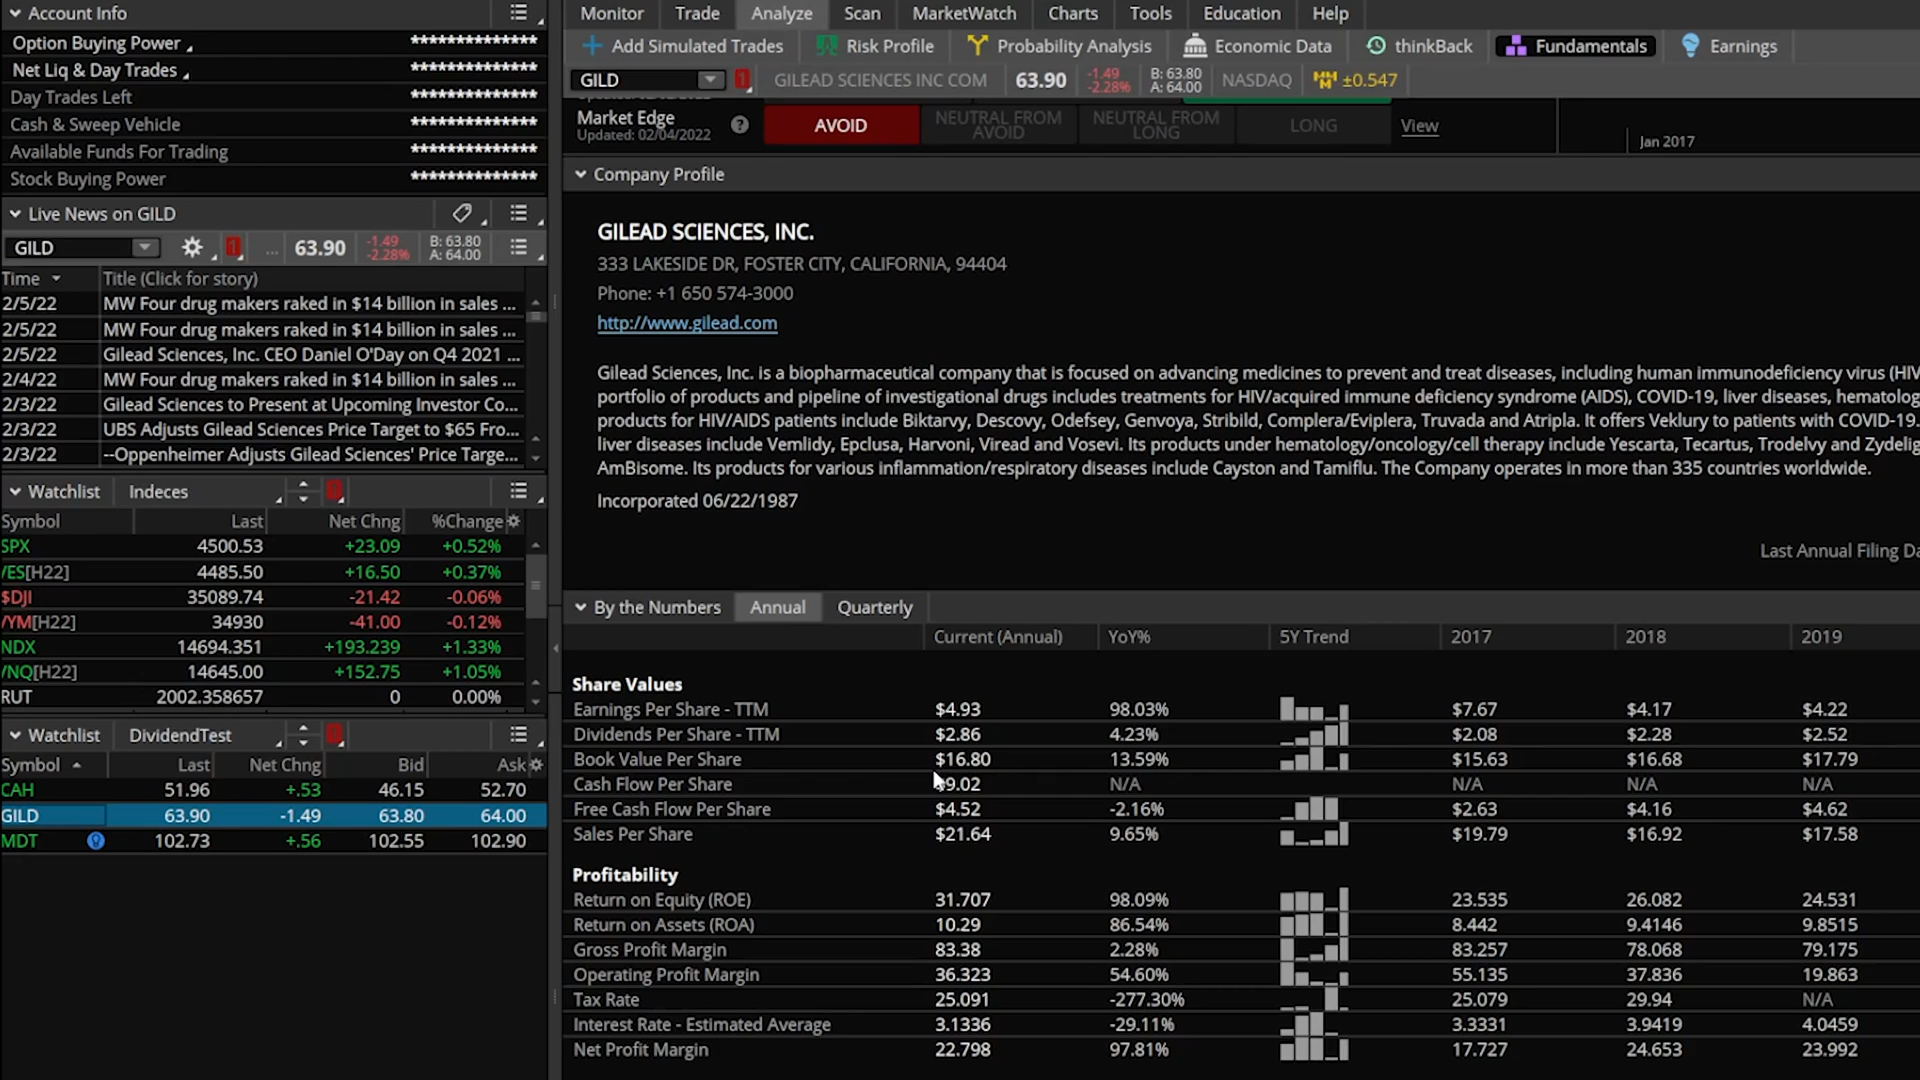 Account Info
Option Buying Power **************
Net Liq & Day Trades **************
Day Trades Left **************
Cash & Sweep Vehicle **************
Available Funds For Trading **************
Stock Buying Power **************
Live News on GILD
GILD 1 ... 63.90 -1.49 -2.28% B: 63.80 A: 64.00
Time Title (Click for story)
2/5/22 MW Four drug makers raked in $14 billion in sales ...
2/5/22 MW Four drug makers raked in $14 billion in sales ...
2/5/22 Gilead Sciences, Inc. CEO Daniel O'Day on Q4 2021 ...
2/4/22 MW Four drug makers raked in $14 billion in sales ...
2/3/22 Gilead Sciences to Present at Upcoming Investor Co...
2/3/22 UBS Adjusts Gilead Sciences Price Target to $65 Fro...
2/3/22 --Oppenheimer Adjusts Gilead Sciences' Price Targe...
Watchlist Indeces
Symbol Last Net Chng %Change
SPX 4500.53 +23.09 +0.52%
/ES[H22] 4485.50 +16.50 +0.37%
$DJI 35089.74 -21.42 -0.06%
/YM[H22] 34930 -41.00 -0.12%
NDX 14694.351 +193.239 +1.33%
/NQ[H22] 14645.00 +152.75 +1.05%
RUT 2002.358657 0 0.00%
Watchlist DividendTest
Symbol Last Net Chng Bid Ask
CAH 51.96 +.53 46.15 52.70
GILD 63.90 -1.49 63.80 64.00
MDT 102.73 +.56 102.55 102.90
Monitor Trade Analyze Scan MarketWatch Charts Tools Education Help
Add Simulated Trades Risk Profile Probability Analysis Economic Data thinkBack Fundamentals Earnings
GILD 1 GILEAD SCIENCES INC COM 63.90 -1.49 -2.28% B: 63.80 A: 64.00 NASDAQ ±0.547
Market Edge AVOID NEUTRAL FROM AVOID NEUTRAL FROM LONG LONG View
Updated: 02/04/2022
Jan 2017
Company Profile
GILEAD SCIENCES, INC.
333 LAKESIDE DR, FOSTER CITY, CALIFORNIA, 94404
Phone: +1 650 574-3000
http://www.gilead.com
Gilead Sciences, Inc. is a biopharmaceutical company that is focused on advancing medicines to prevent and treat diseases, including human immunodeficiency virus (HIV
portfolio of products and pipeline of investigational drugs includes treatments for HIV/acquired immune deficiency syndrome (AIDS), COVID-19, liver diseases, hematolog
products for HIV/AIDS patients include Biktarvy, Descovy, Odefsey, Genvoya, Stribild, Complera/Eviplera, Truvada and Atripla. It offers Veklury to patients with COVID-19.
liver diseases include Vemlidy, Epclusa, Harvoni, Viread and Vosevi. Its products under hematology/oncology/cell therapy include Yescarta, Tecartus, Trodelvy and Zydelig
AmBisome. Its products for various inflammation/respiratory diseases include Cayston and Tamiflu. The Company operates in more than 335 countries worldwide.
Incorporated 06/22/1987
Last Annual Filing Da
By the Numbers Annual Quarterly
Current (Annual) YoY% 5Y Trend 2017 2018 2019
Share Values
Earnings Per Share - TTM $4.93 98.03% $7.67 $4.17 $4.22
Dividends Per Share - TTM $2.86 4.23% $2.08 $2.28 $2.52
Book Value Per Share $16.80 13.59% $15.63 $16.68 $17.79
Cash Flow Per Share $9.02 N/A N/A N/A N/A
Free Cash Flow Per Share $4.52 -2.16% $2.63 $4.16 $4.62
Sales Per Share $21.64 9.65% $19.79 $16.92 $17.58
Profitability
Return on Equity (ROE) 31.707 98.09% 23.535 26.082 24.531
Return on Assets (ROA) 10.29 86.54% 8.442 9.4146 9.8515
Gross Profit Margin 83.38 2.28% 83.257 78.068 79.175
Operating Profit Margin 36.323 54.60% 55.135 37.836 19.863
Tax Rate 25.091 -277.30% 25.079 29.94 N/A
Interest Rate - Estimated Average 3.1336 -29.11% 3.3331 3.9419 4.0459
Net Profit Margin 22.798 97.81% 17.727 24.653 23.992